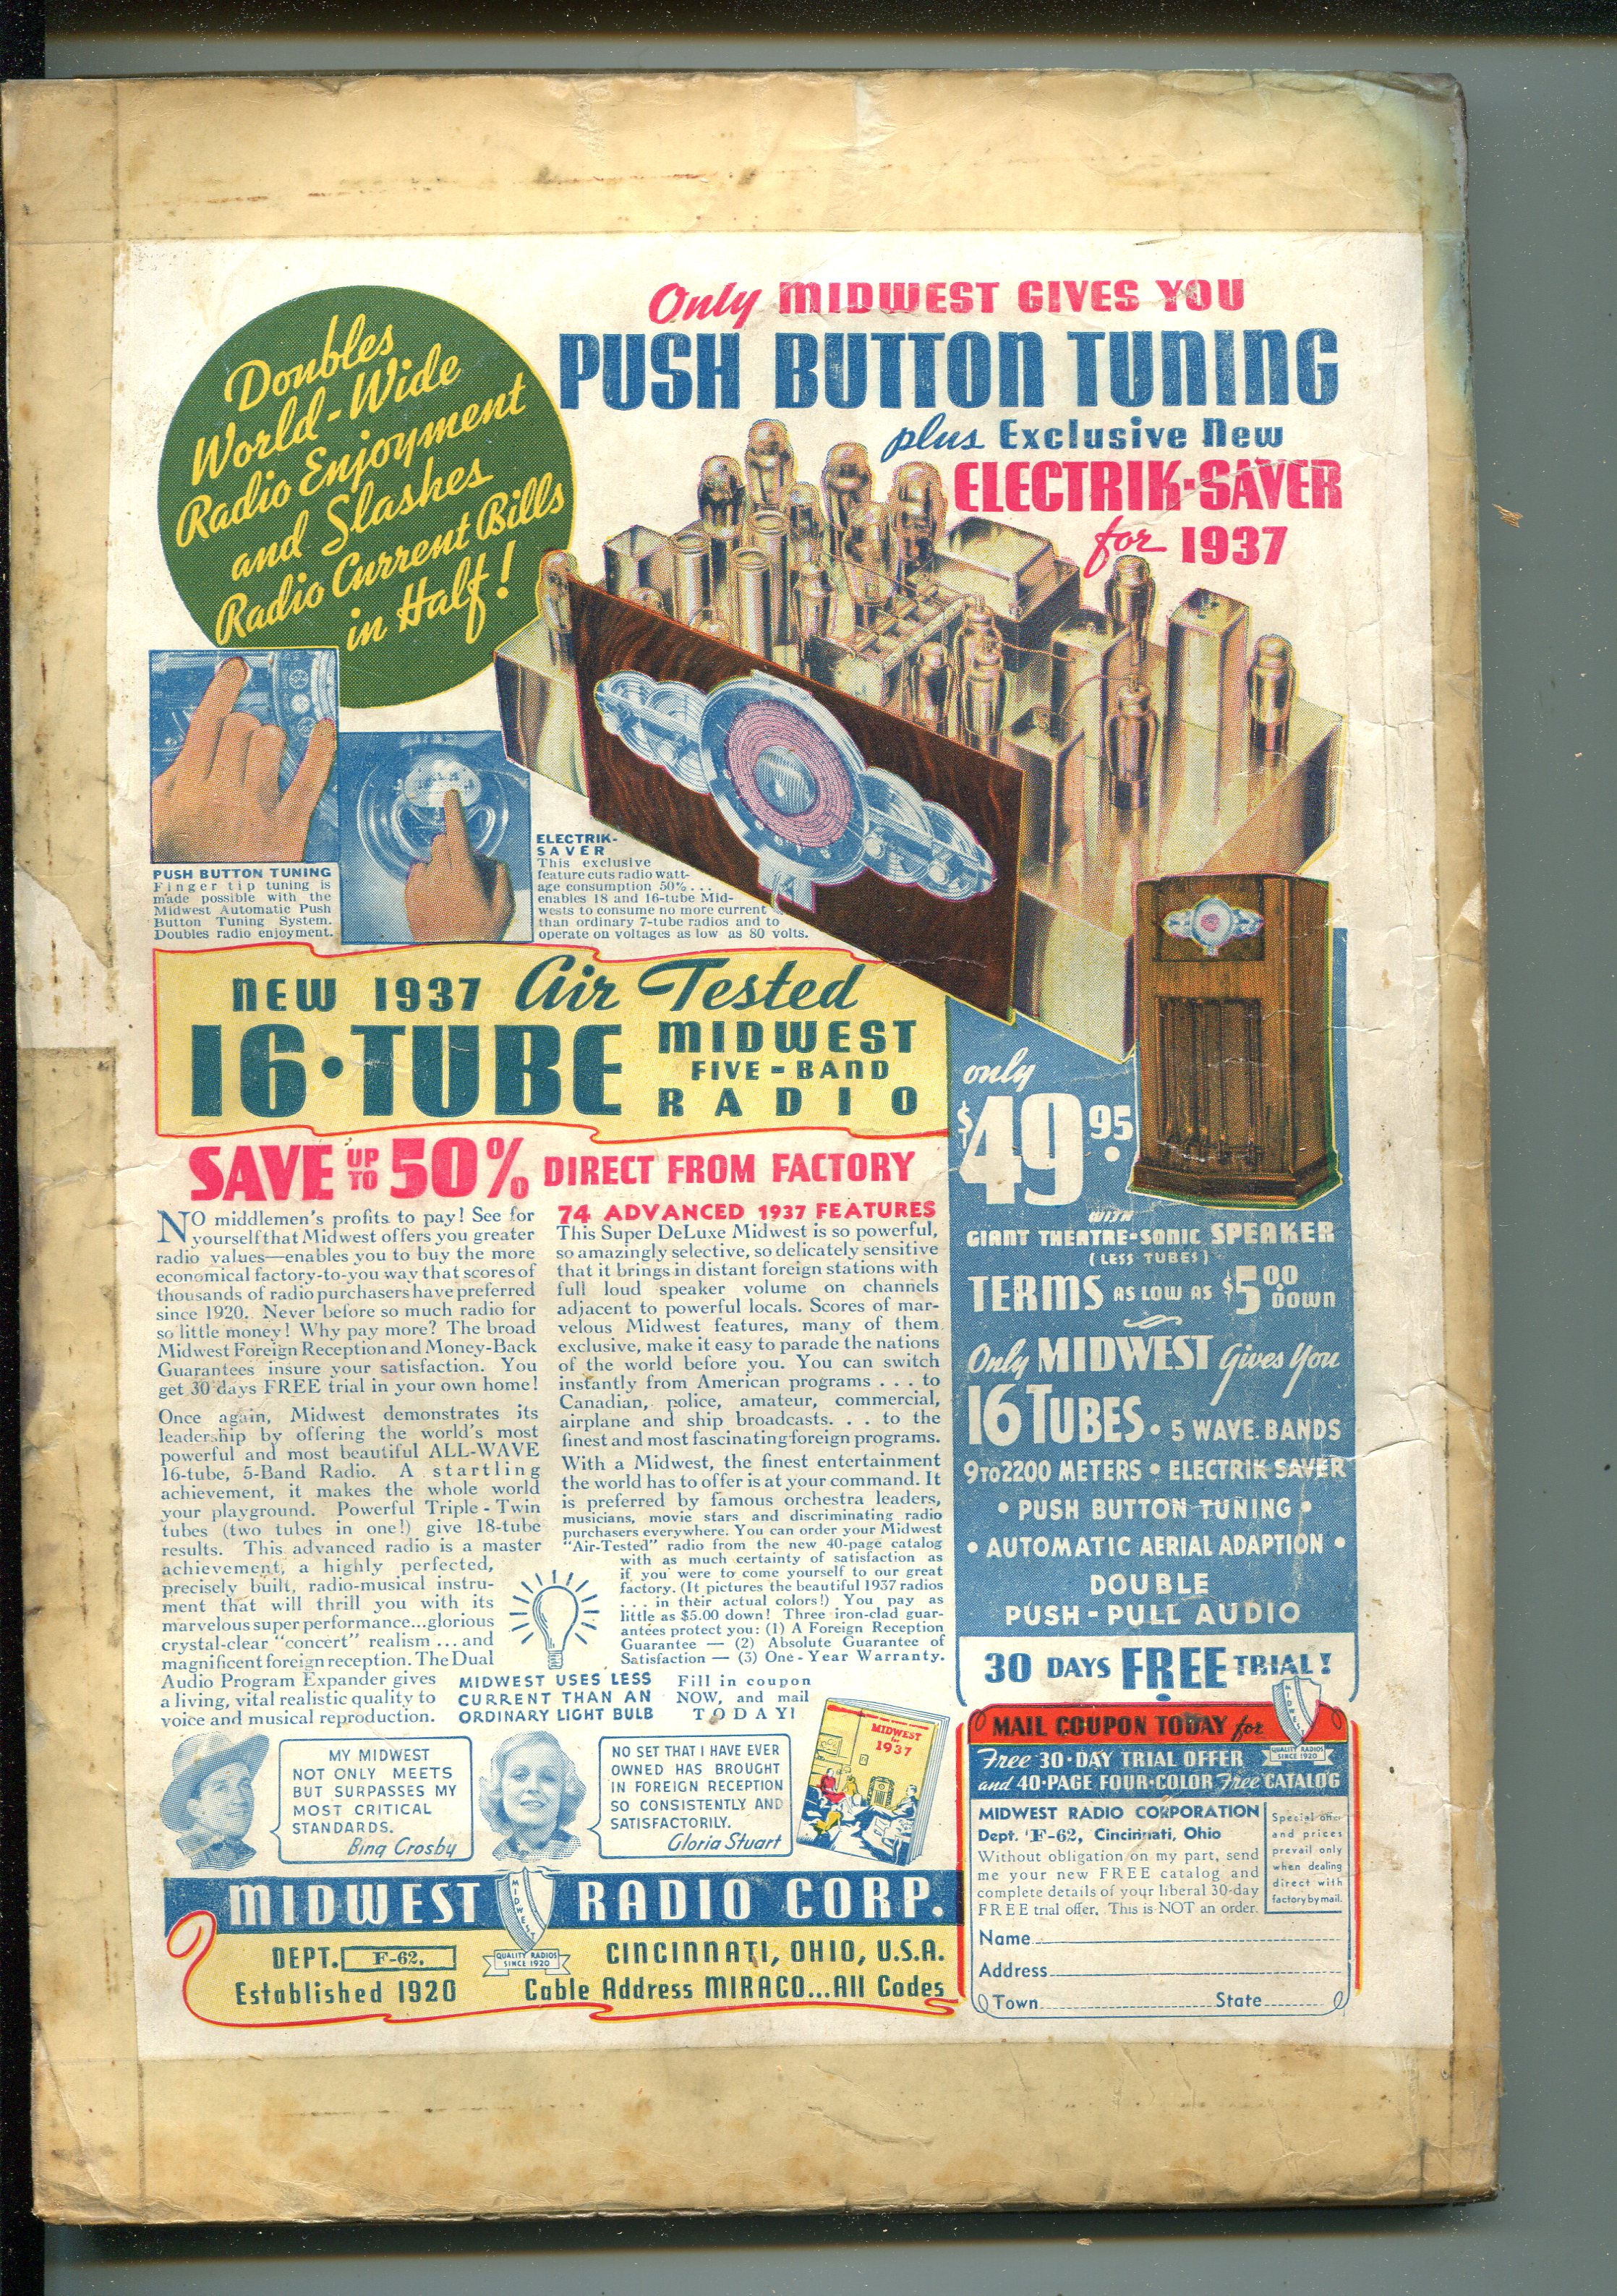 Doubles
World-Wide
Radio Enjoyment
and Slashes
Radio Current Bills
in Half!
Only MIDWEST GIVES YOU
PUSH BUTTON TUNING
plus Exclusive New
ELECTRIK-SAVER
for 1937
PUSH BUTTON TUNING
Finger tip tuning is
made possible with the
Midwest Automatic Push
Button Tuning System.
Doubles radio enjoyment.
ELECTRIK-
SAVER
This exclusive
feature cuts radio watt-
age consumption 50%...
enables 18 and 16-tube Mid-
wests to consume no more current
than ordinary 7-tube radios and to
operate on voltages as low as 80 volts.
NEW 1937 Air Tested
16·TUBE MIDWEST
FIVE-BAND
RADIO
SAVE UP TO 50% DIRECT FROM FACTORY
NO middlemen's profits to pay! See for
yourself that Midwest offers you greater
radio values—enables you to buy the more
economical factory-to-you way that scores of
thousands of radio purchasers have preferred
since 1920. Never before so much radio for
so little money! Why pay more? The broad
Midwest Foreign Reception and Money-Back
Guarantees insure your satisfaction. You
get 30 days FREE trial in your own home!
Once again, Midwest demonstrates its
leadership by offering the world's most
powerful and most beautiful ALL-WAVE
16-tube, 5-Band Radio. A startling
achievement, it makes the whole world
your playground. Powerful Triple-Twin
tubes (two tubes in one!) give 18-tube
results. This advanced radio is a master
achievement, a highly perfected,
precisely built, radio-musical instru-
ment that will thrill you with its
marvelous super performance...glorious
crystal-clear "concert" realism...and
magnificent foreign reception. The Dual
Audio Program Expander gives
a living, vital realistic quality to
voice and musical reproduction.
74 ADVANCED 1937 FEATURES
This Super DeLuxe Midwest is so powerful,
so amazingly selective, so delicately sensitive
that it brings in distant foreign stations with
full loud speaker volume on channels
adjacent to powerful locals. Scores of mar-
velous Midwest features, many of them
exclusive, make it easy to parade the nations
of the world before you. You can switch
instantly from American programs . . . to
Canadian, police, amateur, commercial,
airplane and ship broadcasts. . . to the
finest and most fascinating foreign programs.
With a Midwest, the finest entertainment
the world has to offer is at your command. It
is preferred by famous orchestra leaders,
musicians, movie stars and discriminating radio
purchasers everywhere. You can order your Midwest
"Air-Tested" radio from the new 40-page catalog
with as much certainty of satisfaction as
if you were to come yourself to our great
factory. (It pictures the beautiful 1937 radios
. . . in their actual colors!) You pay as
little as $5.00 down! Three iron-clad guar-
antees protect you: (1) A Foreign Reception
Guarantee — (2) Absolute Guarantee of
Satisfaction — (3) One-Year Warranty.
MIDWEST USES LESS
CURRENT THAN AN
ORDINARY LIGHT BULB
Fill in coupon
NOW, and mail
TODAY!
MY MIDWEST
NOT ONLY MEETS
BUT SURPASSES MY
MOST CRITICAL
STANDARDS.
Bing Crosby
NO SET THAT I HAVE EVER
OWNED HAS BROUGHT
IN FOREIGN RECEPTION
SO CONSISTENTLY AND
SATISFACTORILY.
Gloria Stuart
MIDWEST
for
1937
MIDWEST RADIO CORP.
MIDWEST
QUALITY RADIOS
SINCE 1920
DEPT. F-62.
CINCINNATI, OHIO, U.S.A.
Established 1920
Cable Address MIRACO...All Codes
only
$49.95
WITH
GIANT THEATRE-SONIC SPEAKER
(LESS TUBES)
TERMS AS LOW AS $5.00 DOWN
Only MIDWEST Gives You
16 TUBES • 5 WAVE BANDS
9 TO 2200 METERS • ELECTRIK SAVER
• PUSH BUTTON TUNING •
• AUTOMATIC AERIAL ADAPTION •
DOUBLE
PUSH-PULL AUDIO
30 DAYS FREE TRIAL!
MAIL COUPON TODAY for
MIDWEST
QUALITY RADIOS
SINCE 1920
Free 30-DAY TRIAL OFFER
and 40-PAGE FOUR-COLOR Free CATALOG
MIDWEST RADIO CORPORATION
Dept. F-62, Cincinnati, Ohio
Without obligation on my part, send
me your new FREE catalog and
complete details of your liberal 30-day
FREE trial offer. This is NOT an order.
Special offer
and prices
prevail only
when dealing
direct with
factory by mail.
Name
Address
Town State